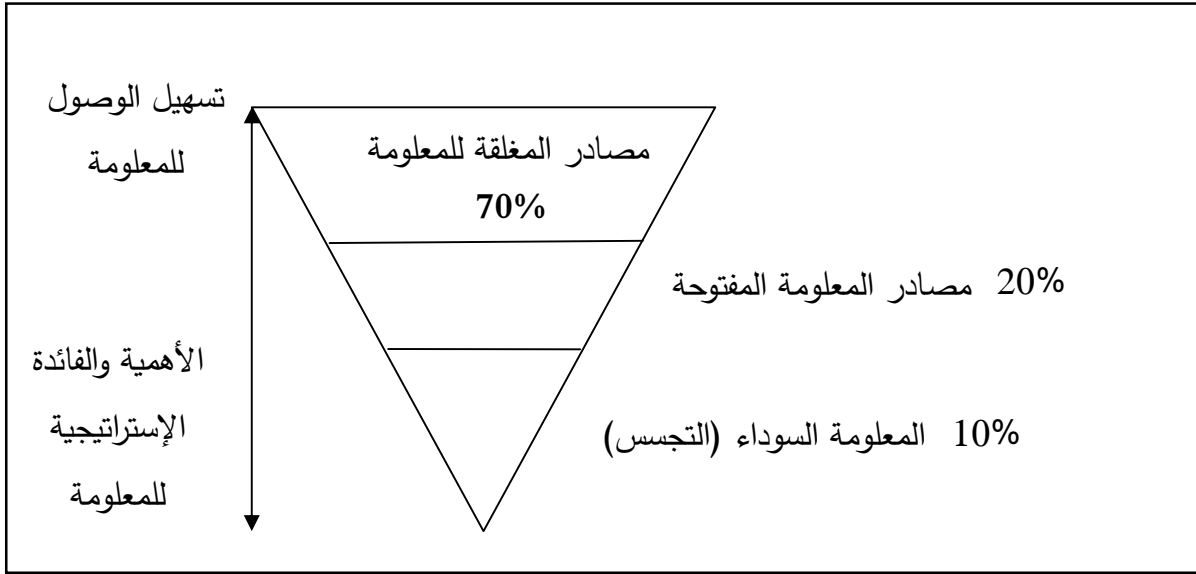 تسهيل الوصول
للمعلومة
مصادر المغلقة للمعلومة
70%
20% مصادر المعلومة المفتوحة
الأهمية والفائدة
الإستراتيجية
للمعلومة
10% المعلومة السوداء (التجسس)